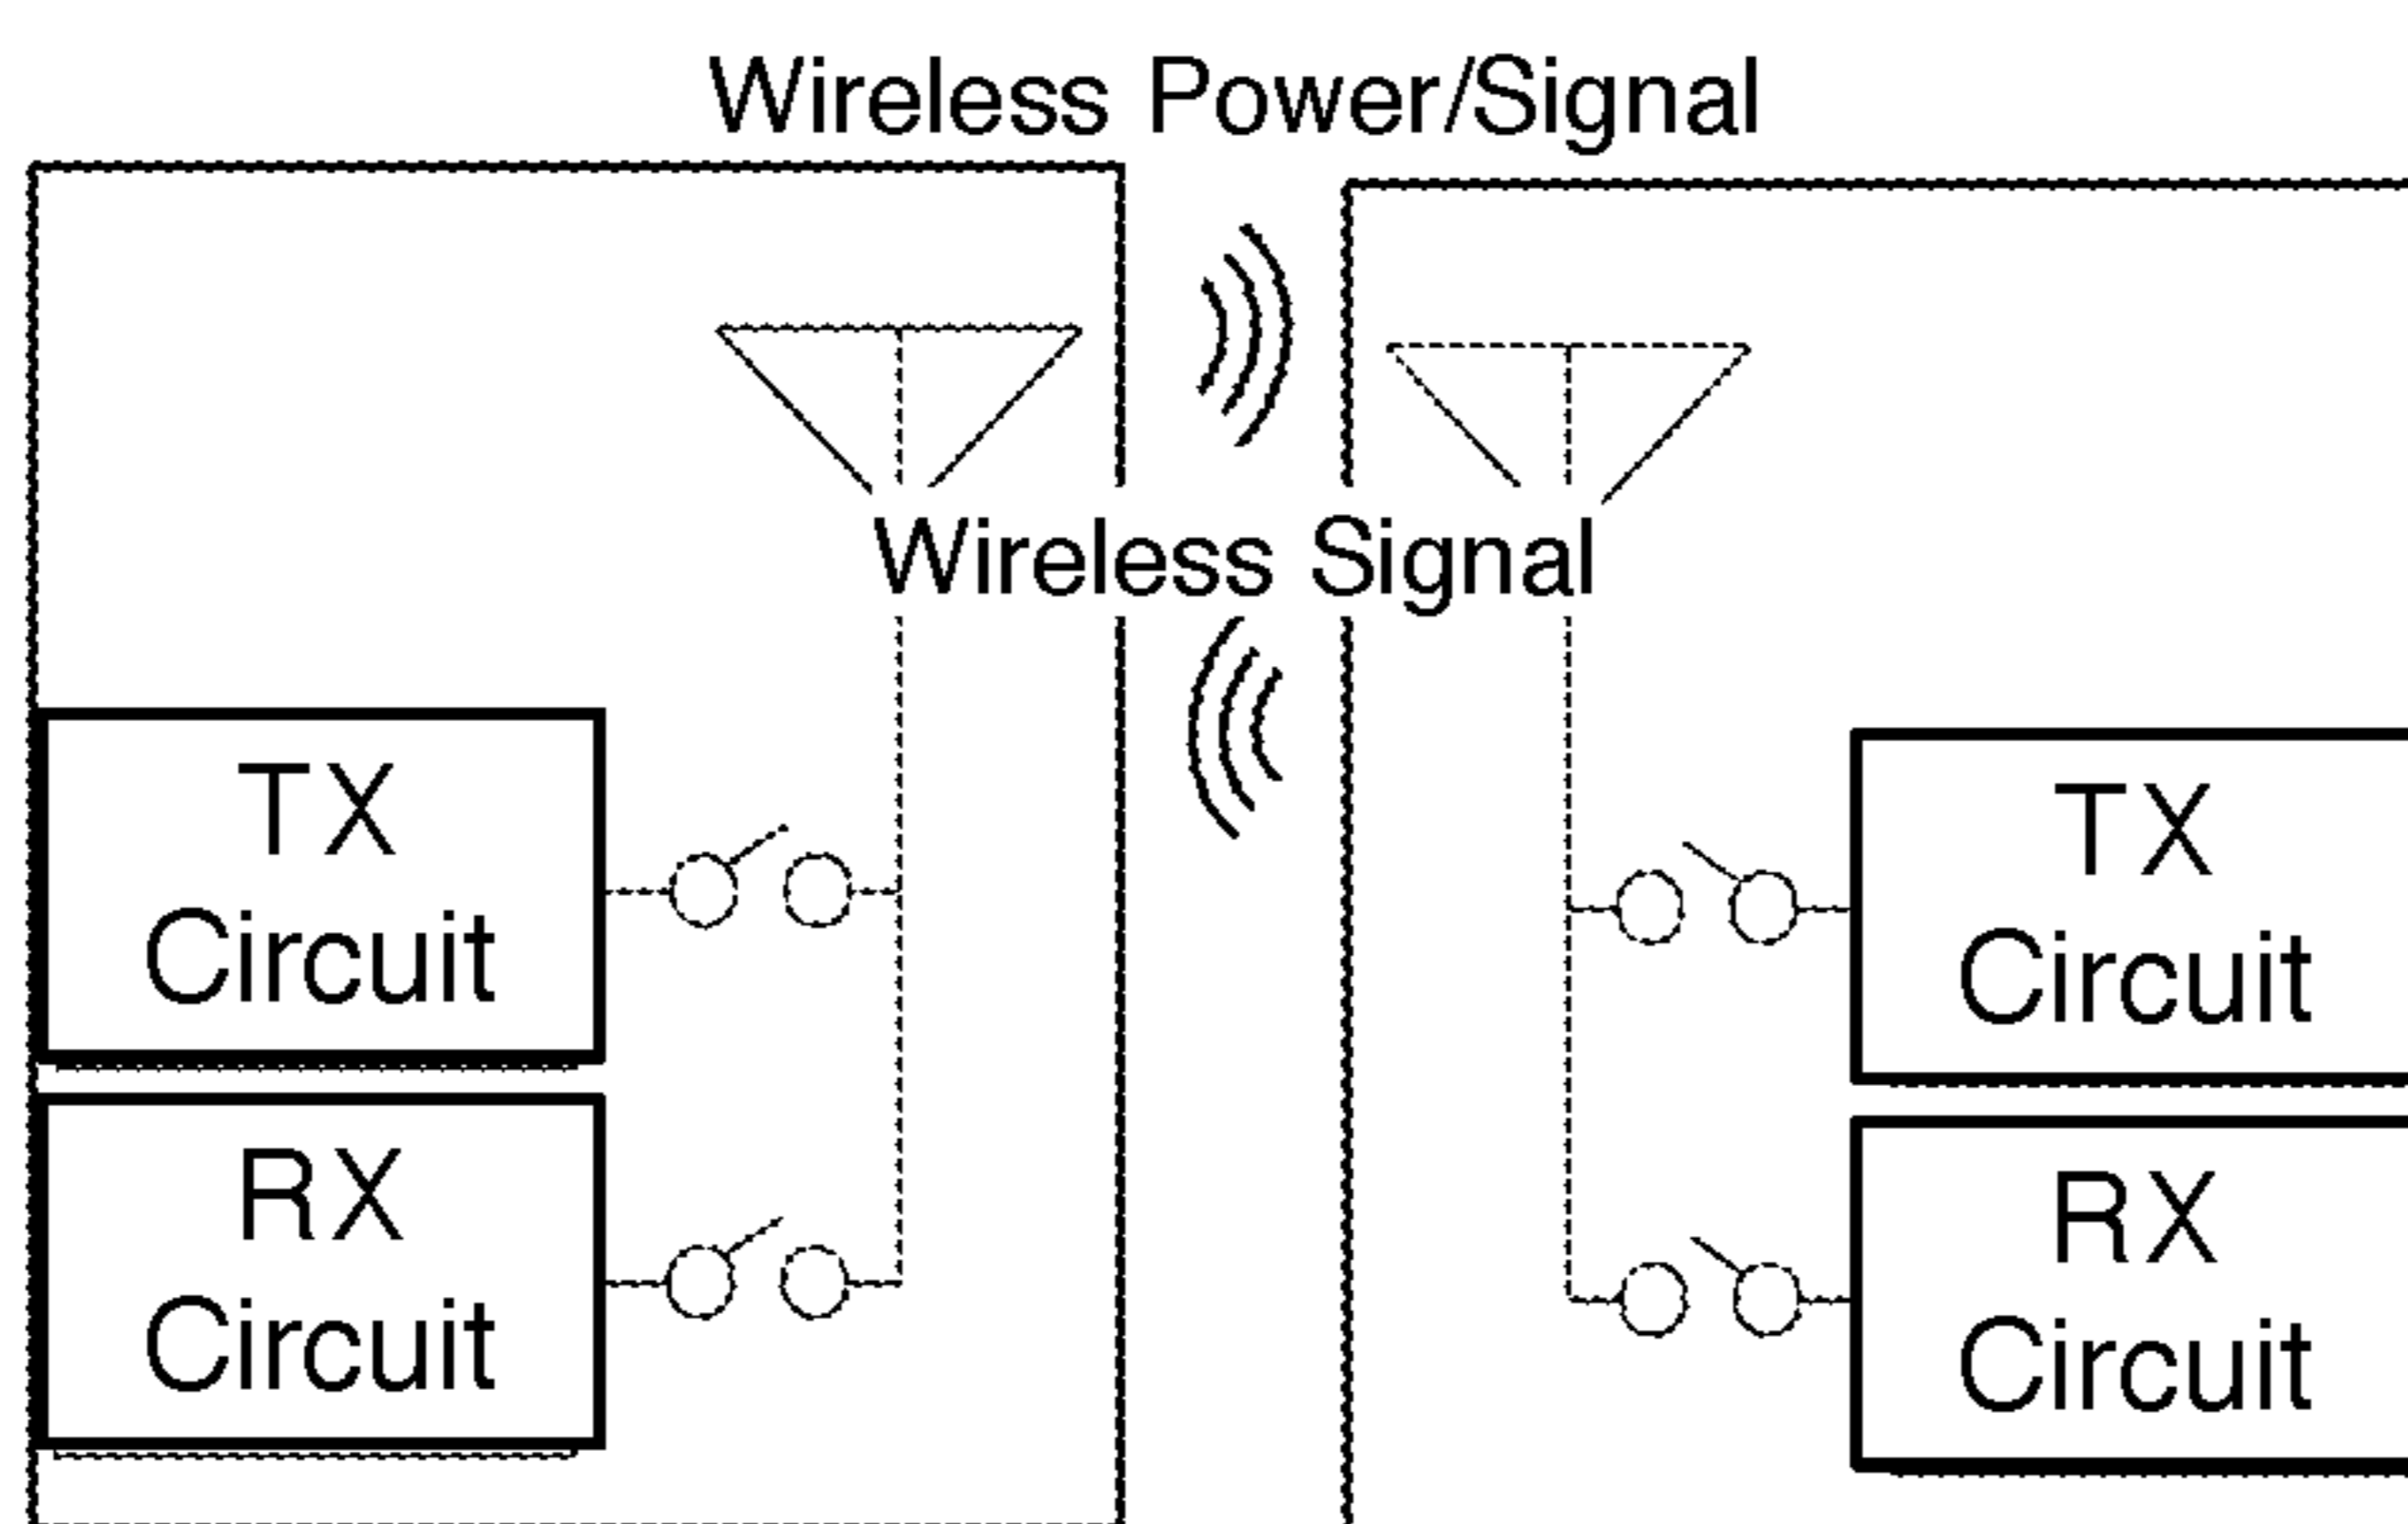 Wireless Power/Signal
Wireless Signal
TX
Circuit
RX
Circuit
TX
Circuit
RX
Circuit